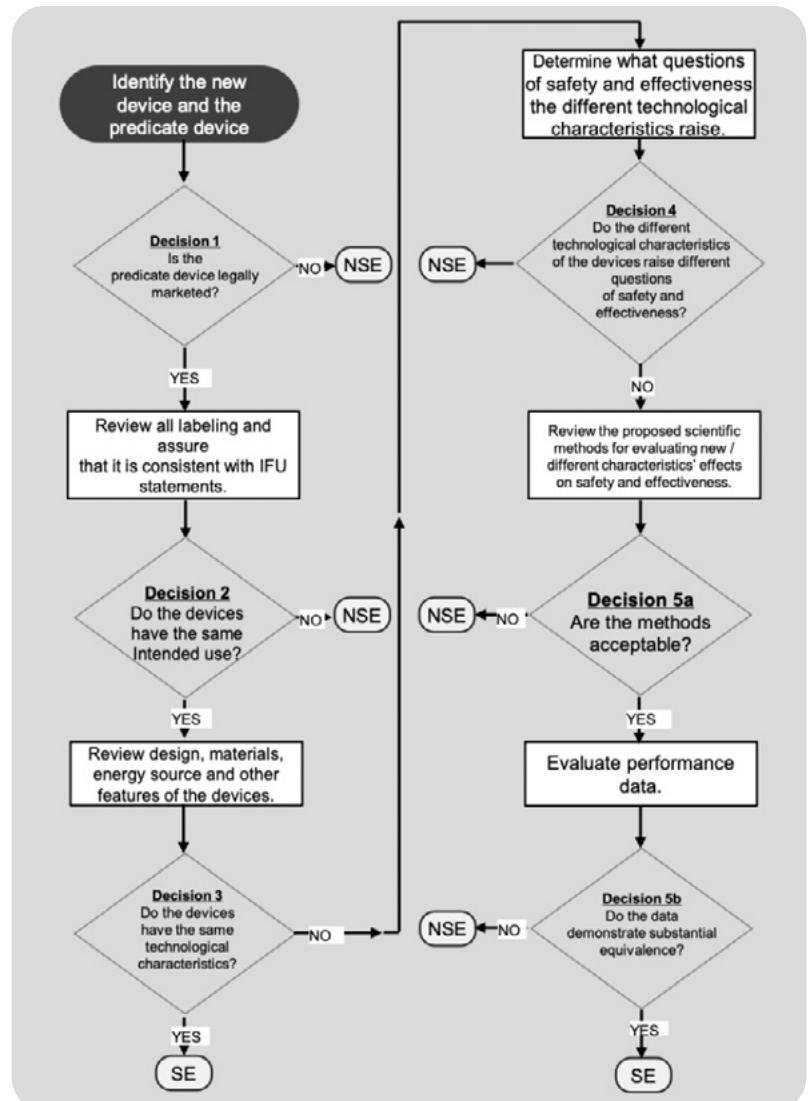 Identify the new
device and the
predicate device
Decision 1
Is the
predicate device legally
marketed?
NO
NSE
YES
Review all labeling and
assure
that it is consistent with IFU
statements.
Decision 2
Do the devices
have the same
Intended use?
NO
NSE
YES
Review design, materials,
energy source and other
features of the devices.
Decision 3
Do the devices
have the same
technological
characteristics?
NO
YES
SE
Determine what questions
of safety and effectiveness
the different technological
characteristics raise.
Decision 4
Do the different
technological characteristics
of the devices raise different
questions
of safety and
effectiveness?
NSE
NO
Review the proposed scientific
methods for evaluating new /
different characteristics' effects
on safety and effectiveness.
Decision 5a
Are the methods
acceptable?
NO
NSE
YES
Evaluate performance
data.
Decision 5b
Do the data
demonstrate substantial
equivalence?
NO
NSE
YES
SE